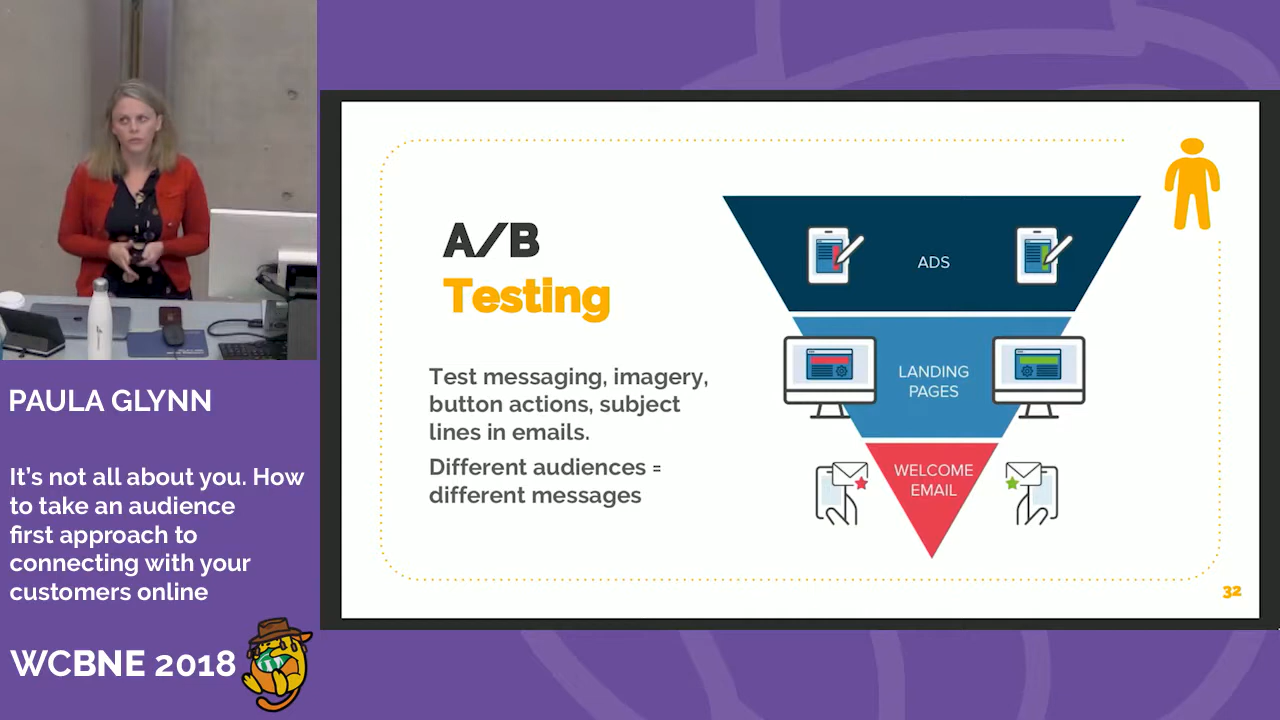 PAULA GLYNN
It's not all about you. How
to take an audience
first approach to
connecting with your
customers online
WCBNE 2018
A/B
Testing
Test messaging, imagery,
button actions, subject
lines in emails.
Different audiences =
different messages
ADS
LANDING
PAGES
WELCOME
EMAIL
32